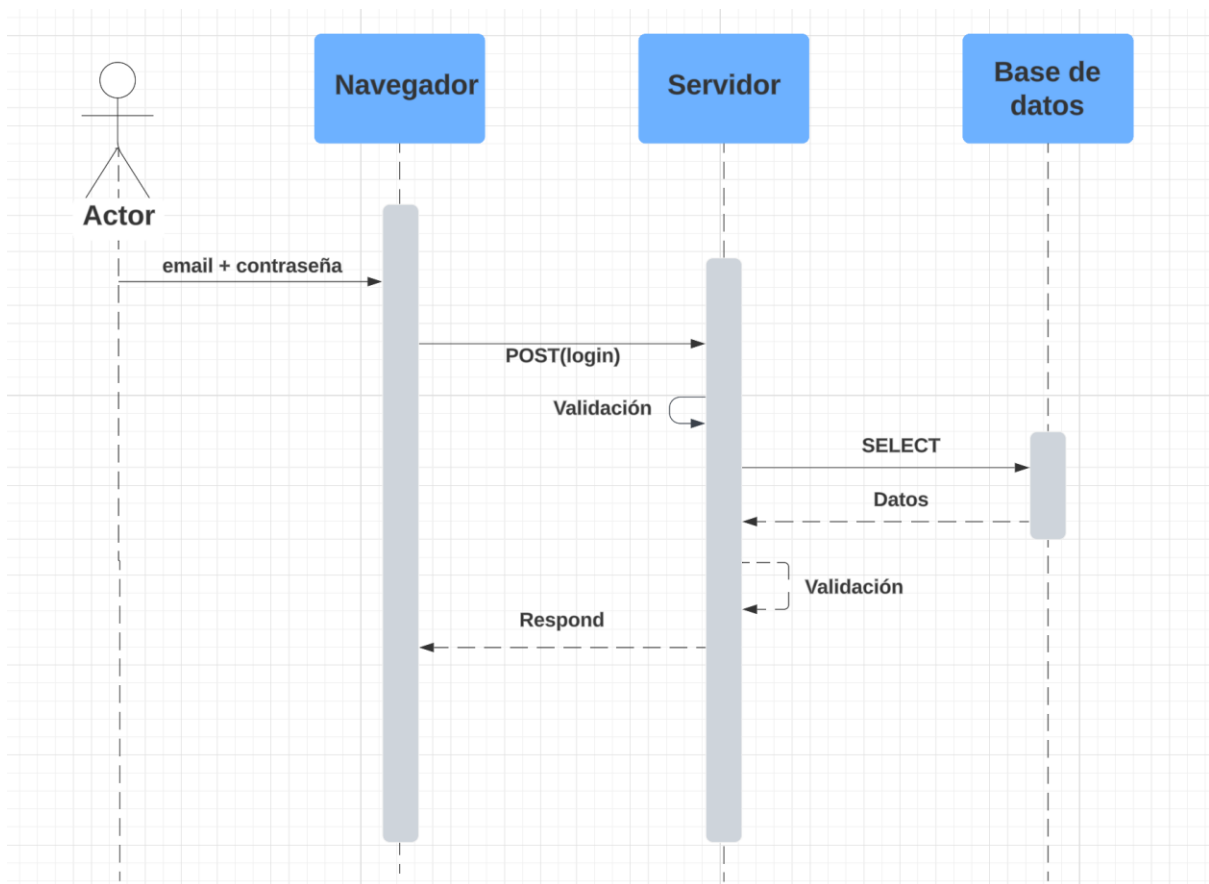 Navegador
Servidor
Base de
datos
Actor
email + contraseña
POST(login)
Validación
SELECT
Datos
Validación
Respond